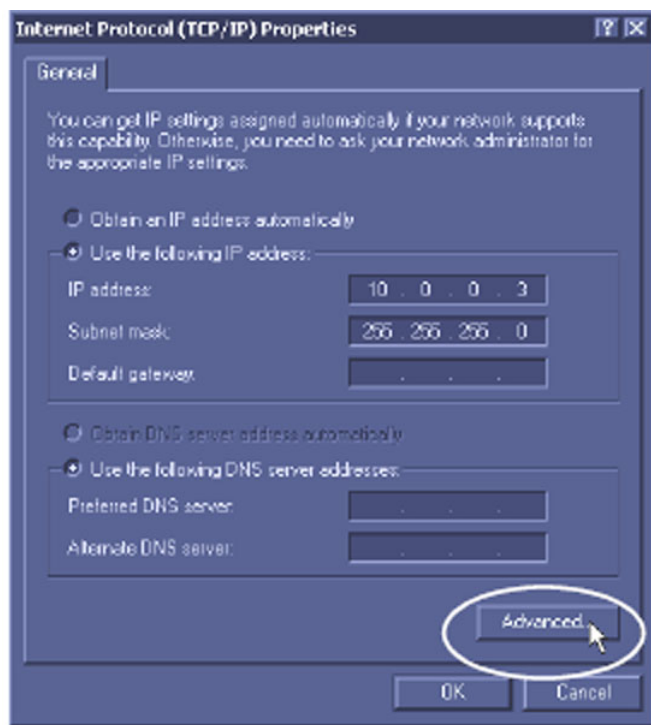 Internet Protocol (TCP/IP) Properties
General
You can get IP settings assigned automatically if your network supports
this capability. Otherwise, you need to ask your network administrator for
the appropriate IP settings.
Obtain an IP address automatically
Use the following IP address:
IP address: 10 . 0 . 0 . 3
Subnet mask: 255 . 255 . 255 . 0
Default gateway: . . .
Obtain DNS server address automatically
Use the following DNS server addresses:
Preferred DNS server: . . .
Alternate DNS server: . . .
Advanced...
OK Cancel